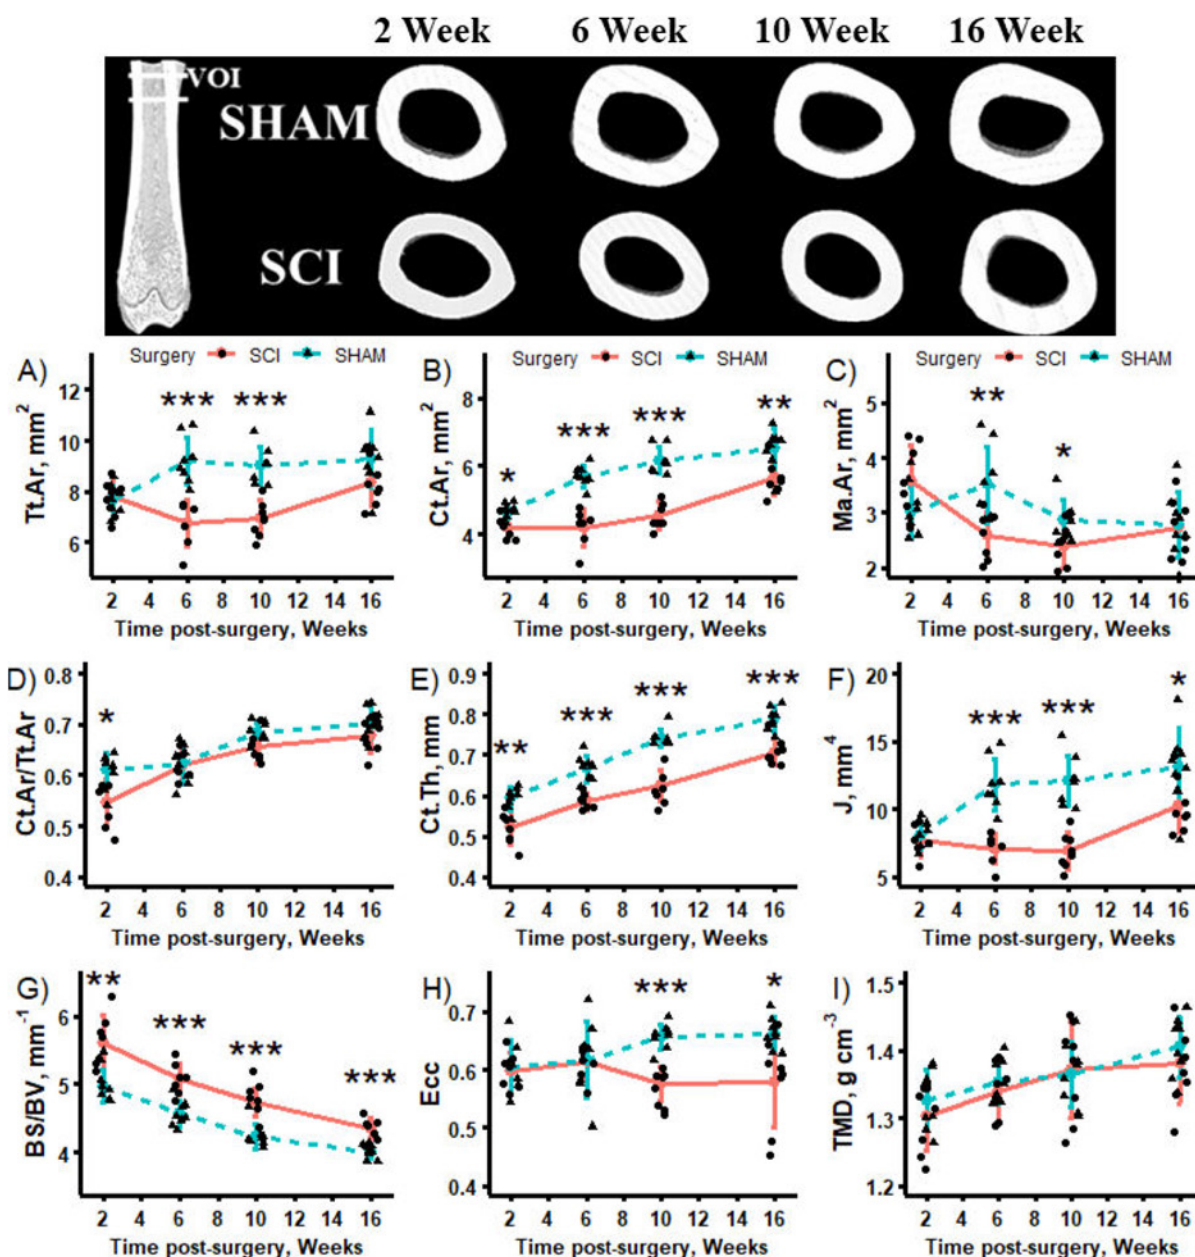 2 Week 6 Week 10 Week 16 Week
VOI
SHAM
SCI
Surgery SCI SHAM Surgery SCI SHAM Surgery SCI SHAM
A)
Tt.Ar, mm²
12
10
8
6
*** ***
2 4 6 8 10 12 14 16
Time post-surgery, Weeks
B)
Ct.Ar, mm²
8
6
4
* *** *** **
2 4 6 8 10 12 14 16
Time post-surgery, Weeks
C)
Ma.Ar, mm²
5
4
3
2
** *
2 4 6 8 10 12 14 16
Time post-surgery, Weeks
D)
Ct.Ar/Tt.Ar
0.8
0.7
0.6
0.5
0.4
*
2 4 6 8 10 12 14 16
Time post-surgery, Weeks
E)
Ct.Th, mm
0.9
0.8
0.7
0.6
0.5
0.4
** *** *** ***
2 4 6 8 10 12 14 16
Time post-surgery, Weeks
F)
J, mm⁴
20
15
10
5
*** *** *
2 4 6 8 10 12 14 16
Time post-surgery, Weeks
G)
BS/BV, mm⁻¹
6
5
4
** *** *** ***
2 4 6 8 10 12 14 16
Time post-surgery, Weeks
H)
Ecc
0.7
0.6
0.5
0.4
*** *
2 4 6 8 10 12 14 16
Time post-surgery, Weeks
I)
TMD, g cm⁻³
1.5
1.4
1.3
1.2
2 4 6 8 10 12 14 16
Time post-surgery, Weeks